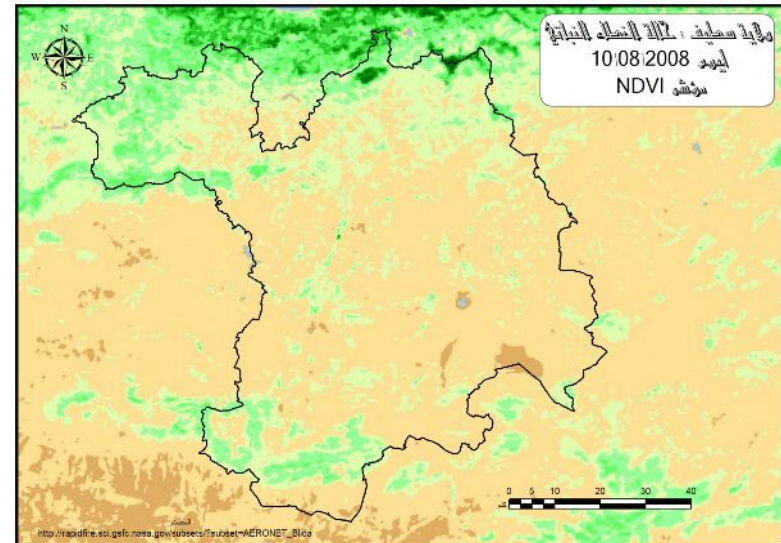 N
W E
S
ولاية سطيف : حالة الغطاء النباتي
ليوم 10\08\2008
مؤشر NDVI
0 5 10 20 30 40
كم
المصدر
http://rapidfire.sci.gsfc.nasa.gov/subsets/?subset=AERONET_Blida